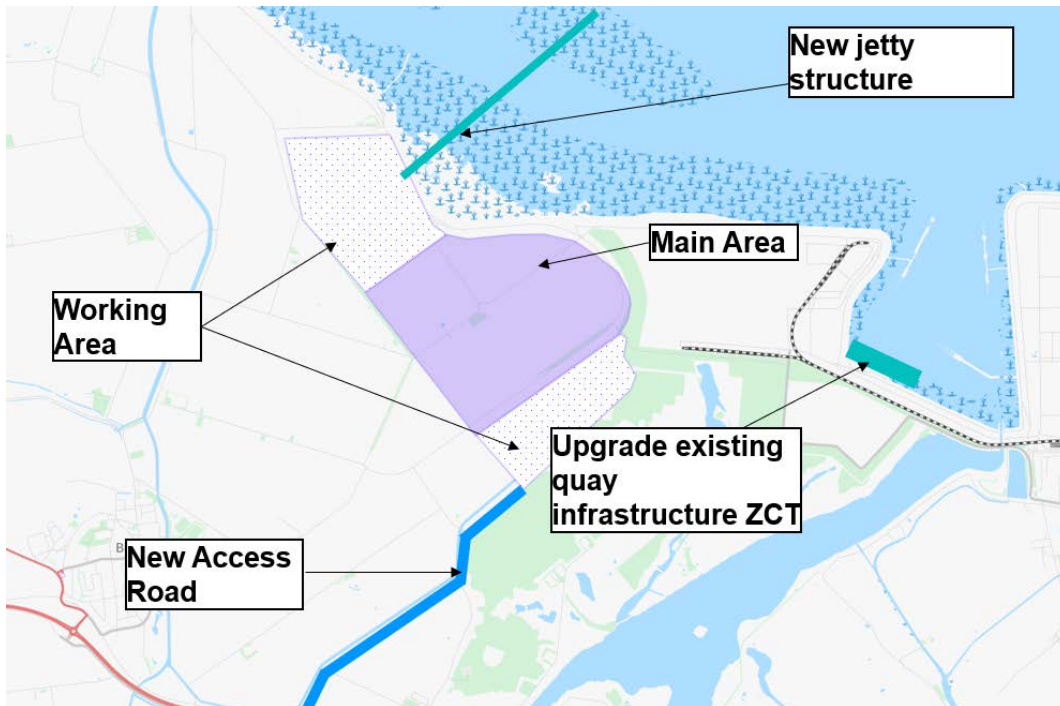 New jetty
structure
Main Area
Working
Area
Upgrade existing
quay
infrastructure ZCT
New Access
Road
B